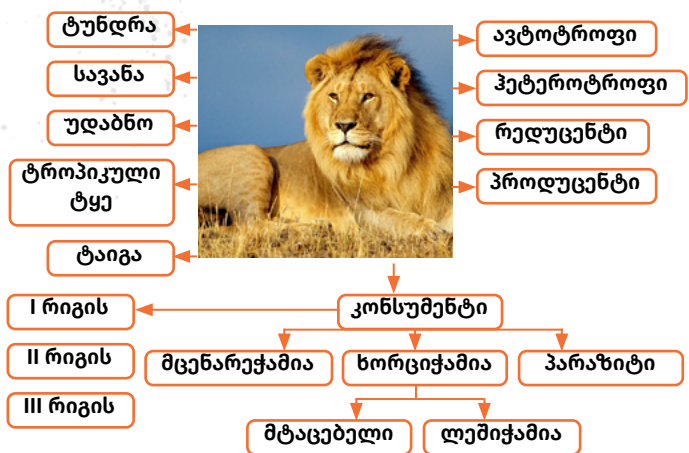 ტუნდრა
სავანა
უდაბნო
ტროპიკული
ტყე
ტაიგა
ავტოტროფი
ჰეტეროტროფი
რედუცენტი
პროდუცენტი
I რიგის
II რიგის
III რიგის
კონსუმენტი
მცენარეჭამია
ხორციჭამია
პარაზიტი
მტაცებელი
ლეშიჭამია